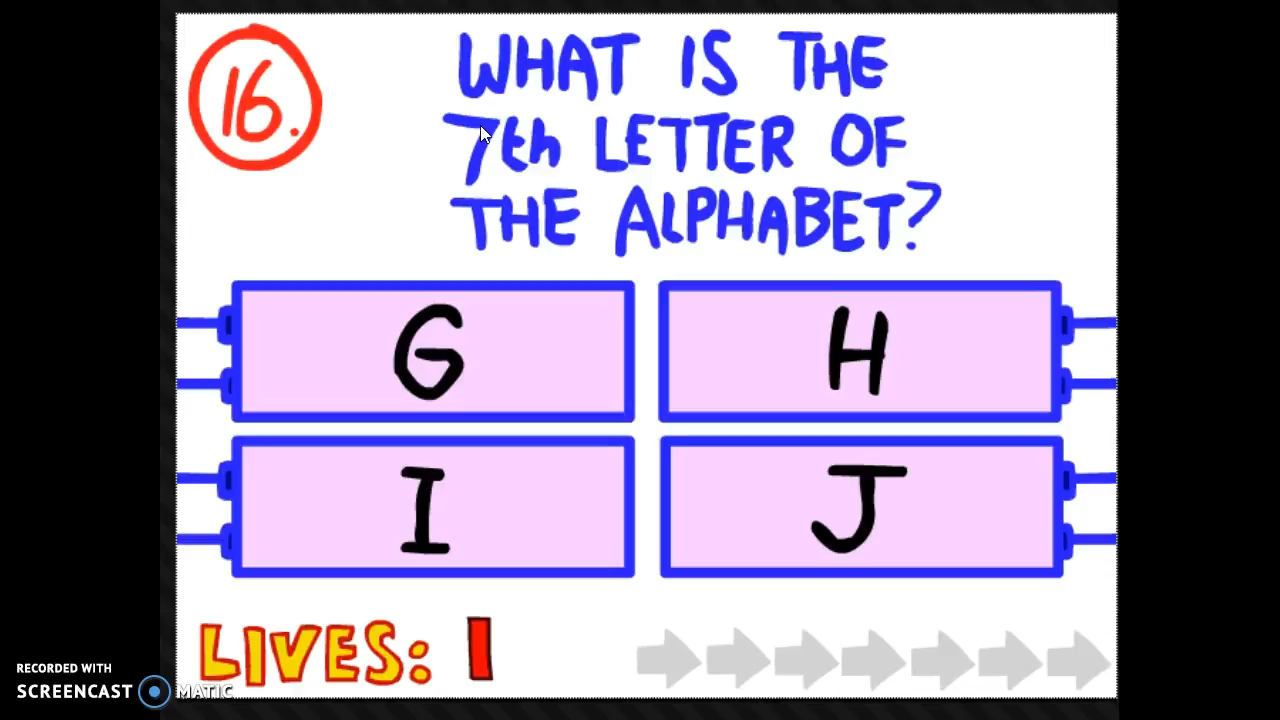 16.
WHAT IS THE
7th LETTER OF
THE ALPHABET?
G
H
I
J
LIVES: 1
RECORDED WITH
SCREENCAST MATIC